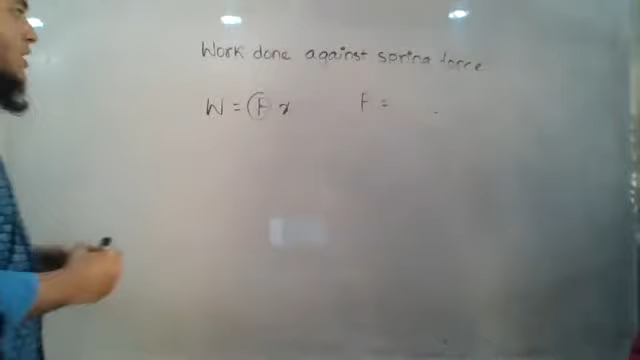 Work done against spring force
W = F x F =